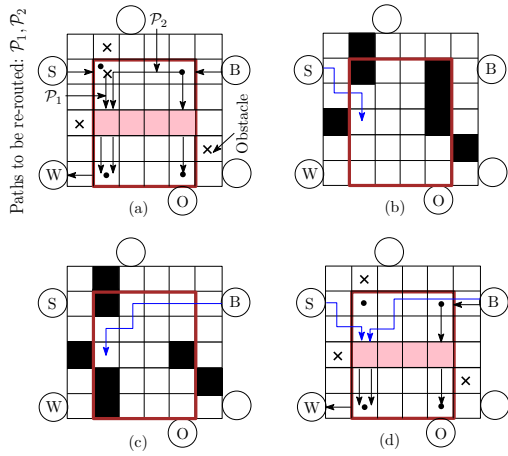 Paths to be re-routed: 𝒫₁, 𝒫₂
𝒫₂
S
B
𝒫₁
Obstacle
W
O
(a)
S
B
W
O
(b)
S
B
W
O
(c)
S
B
W
O
(d)